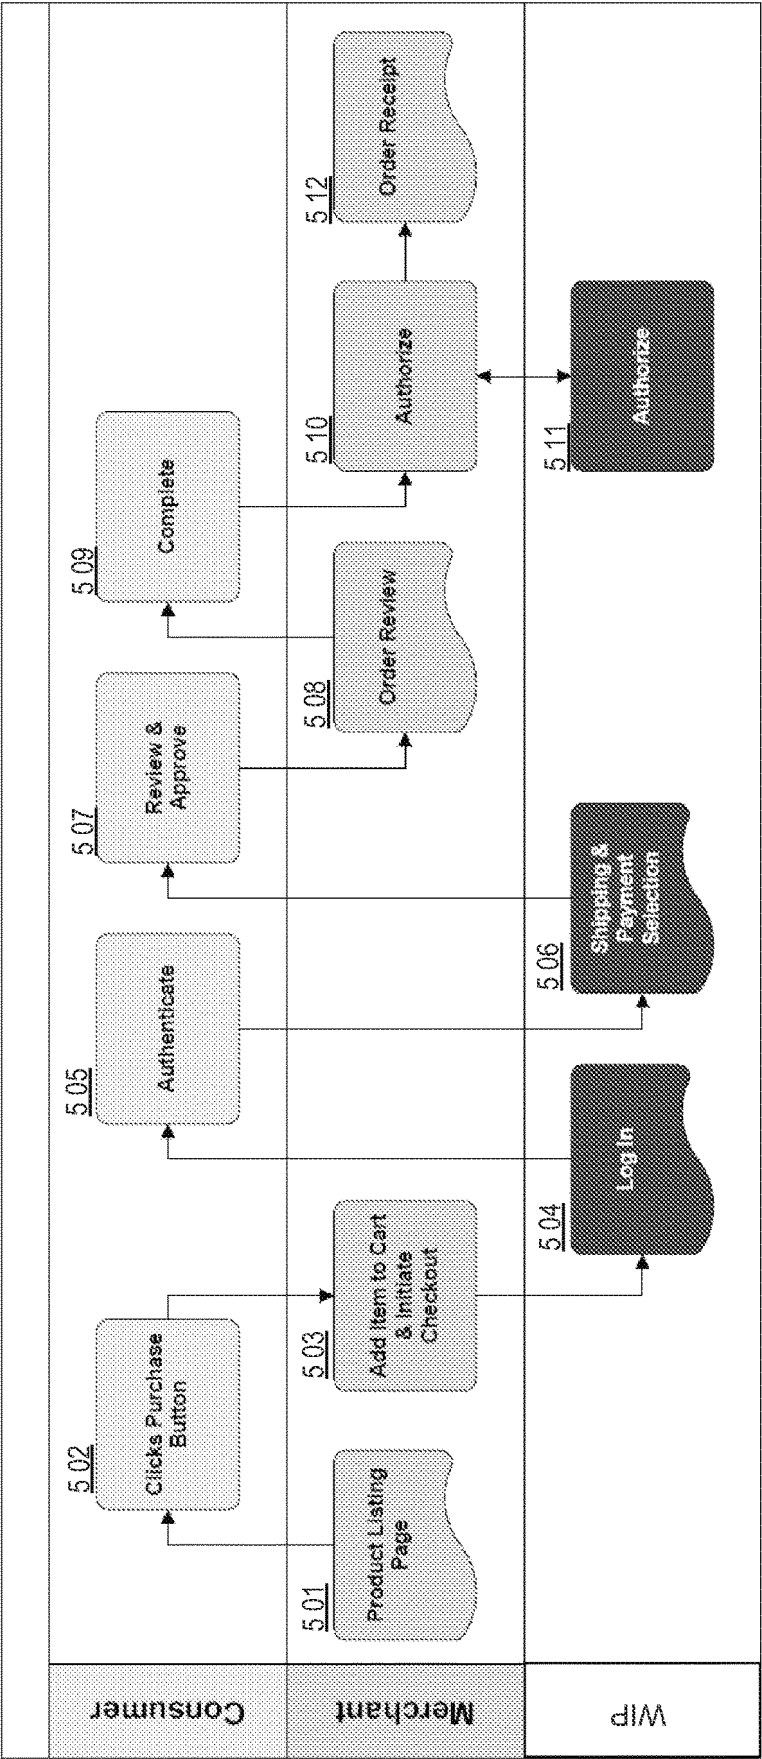 Consumer
5 02
Clicks Purchase
Button
5 05
Authenticate
5 07
Review &
Approve
5 09
Complete
Merchant
5 01
Product Listing
Page
5 03
Add Item to Cart
& Initiate
Checkout
5 08
Order Review
5 10
Authorize
5 12
Order Receipt
WIP
5 04
Log In
5 06
Shipping &
Payment
Selection
5 11
Authorize